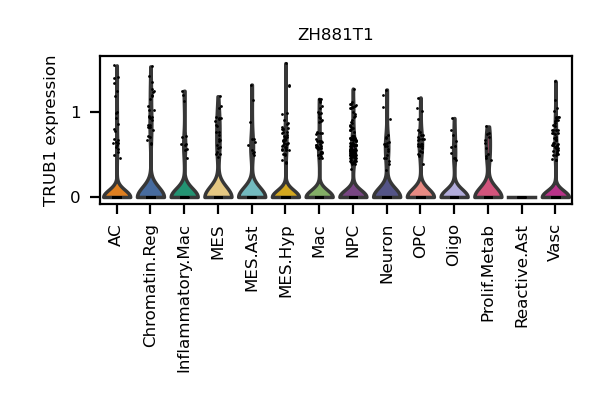 ZH881T1
TRUB1 expression
1
0
AC
Chromatin.Reg
Inflammatory.Mac
MES
MES.Ast
MES.Hyp
Mac
NPC
Neuron
OPC
Oligo
Prolif.Metab
Reactive.Ast
Vasc